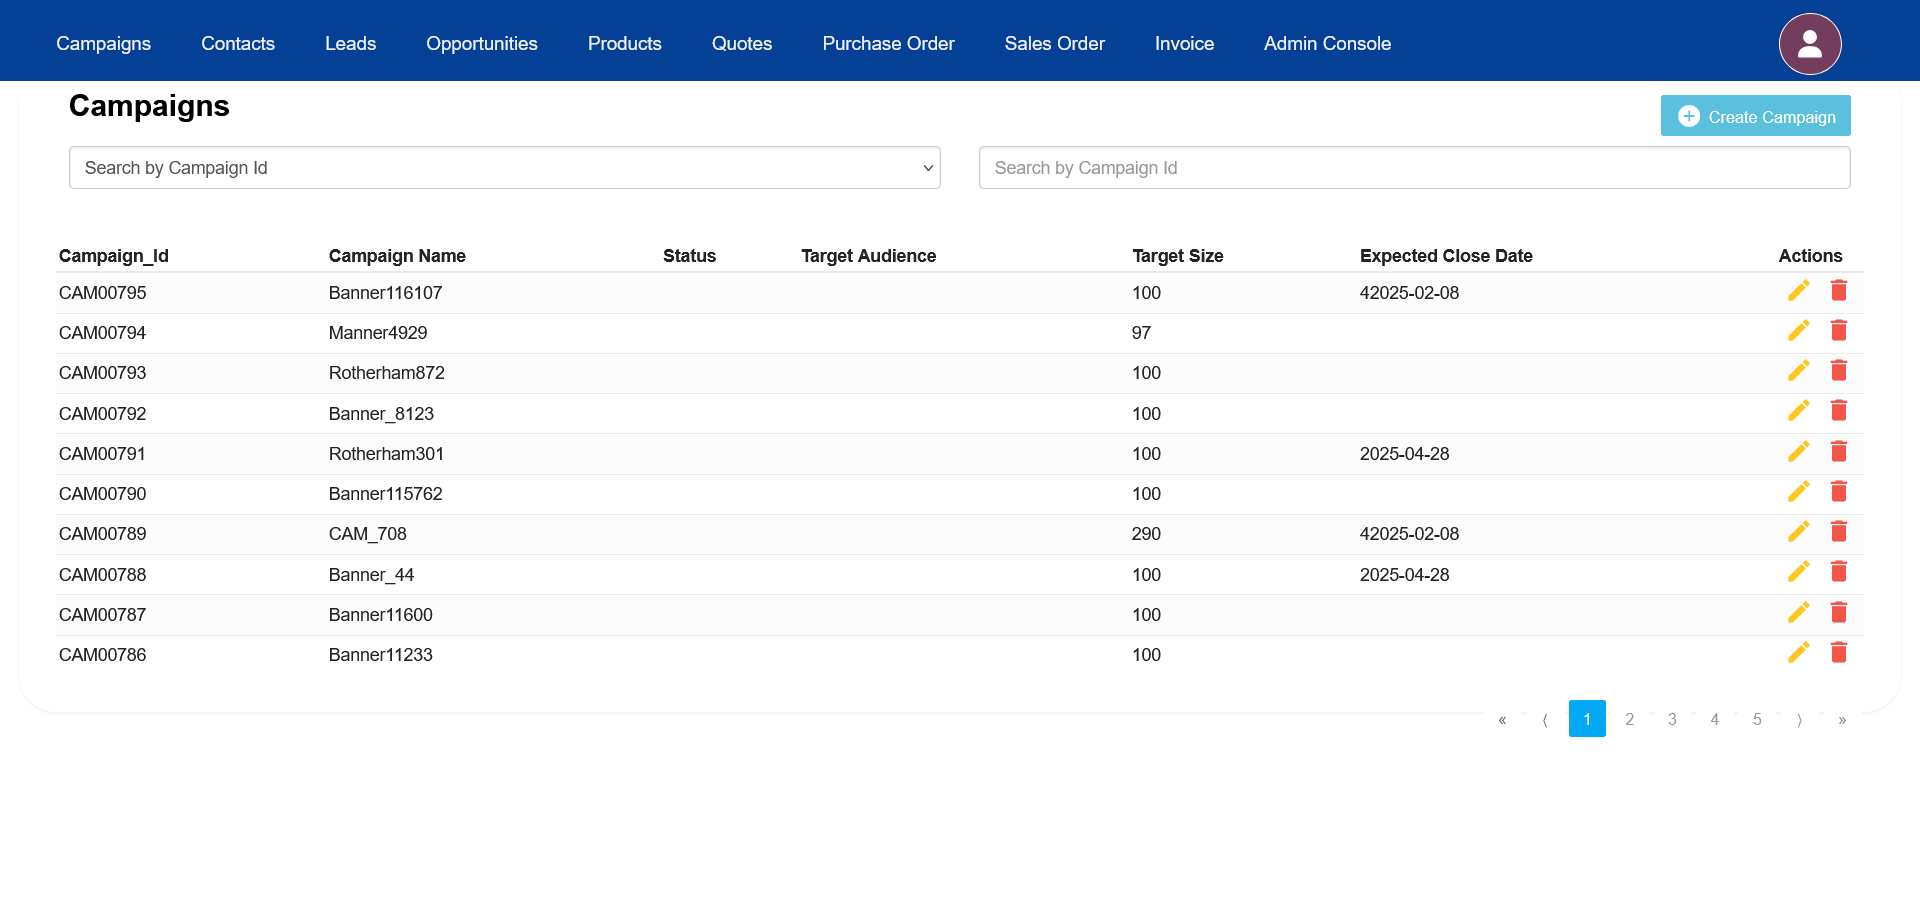 Campaigns Contacts Leads Opportunities Products Quotes Purchase Order Sales Order Invoice Admin Console
Campaigns
Create Campaign
Search by Campaign Id
Search by Campaign Id
Campaign_Id Campaign Name Status Target Audience Target Size Expected Close Date Actions
CAM00795 Banner116107 100 42025-02-08
CAM00794 Manner4929 97
CAM00793 Rotherham872 100
CAM00792 Banner_8123 100
CAM00791 Rotherham301 100 2025-04-28
CAM00790 Banner115762 100
CAM00789 CAM_708 290 42025-02-08
CAM00788 Banner_44 100 2025-04-28
CAM00787 Banner11600 100
CAM00786 Banner11233 100
« ⟨ 1 2 3 4 5 ⟩ »